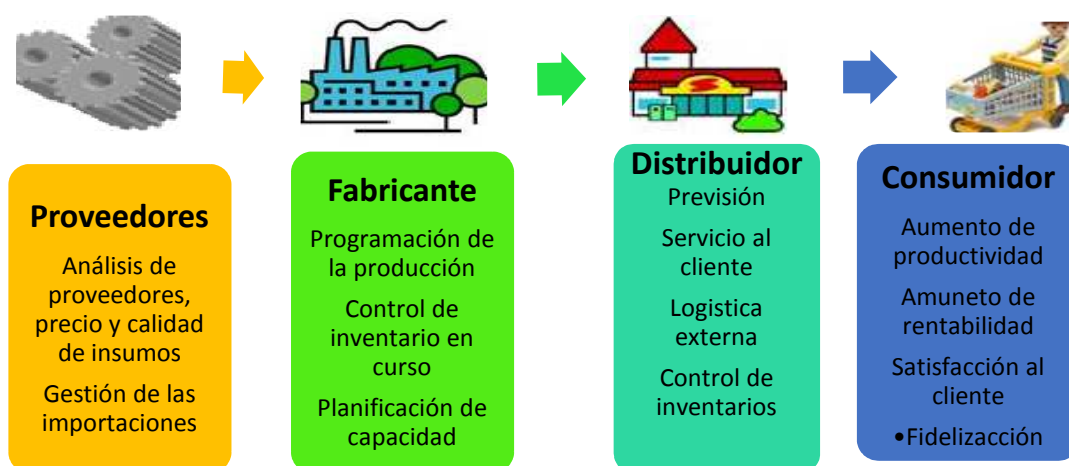 Proveedores
Análisis de
proveedores,
precio y calidad
de insumos
Gestión de las
importaciones
Fabricante
Programación de
la producción
Control de
inventario en
curso
Planificación de
capacidad
Distribuidor
Previsión
Servicio al
cliente
Logistica
externa
Control de
inventarios
Consumidor
Aumento de
productividad
Amuneto de
rentabilidad
Satisfacción al
cliente
•Fidelizacción